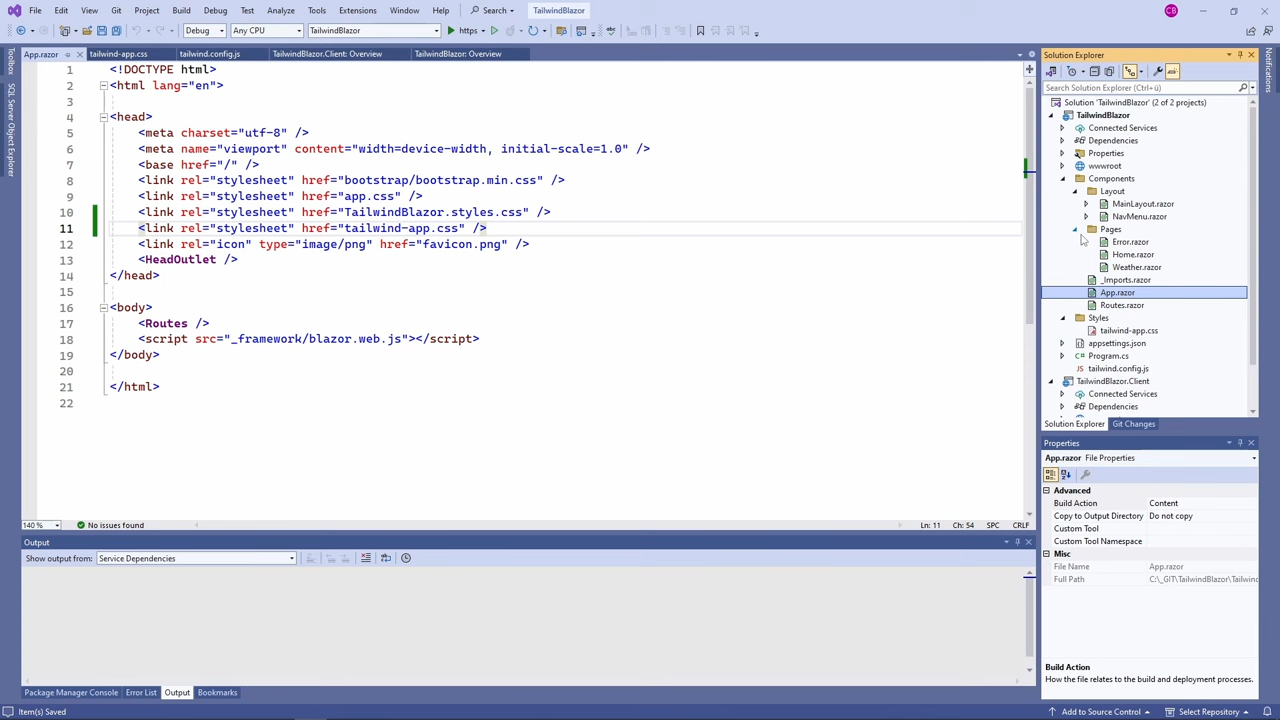 File Edit View Git Project Build Debug Test Analyze Tools Extensions Window Help Search TailwindBlazor CB
Debug Any CPU TailwindBlazor https
App.razor tailwind-app.css tailwind.config.js TailwindBlazor.Client: Overview TailwindBlazor: Overview
Toolbox
SQL Server Object Explorer
1 <!DOCTYPE html>
2 <html lang="en">
3
4 <head>
5 <meta charset="utf-8" />
6 <meta name="viewport" content="width=device-width, initial-scale=1.0" />
7 <base href="/" />
8 <link rel="stylesheet" href="bootstrap/bootstrap.min.css" />
9 <link rel="stylesheet" href="app.css" />
10 <link rel="stylesheet" href="TailwindBlazor.styles.css" />
11 <link rel="stylesheet" href="tailwind-app.css" />
12 <link rel="icon" type="image/png" href="favicon.png" />
13 <HeadOutlet />
14 </head>
15
16 <body>
17 <Routes />
18 <script src="_framework/blazor.web.js"></script>
19 </body>
20
21 </html>
22
140 % No issues found Ln: 11 Ch: 54 SPC CRLF
Output
Show output from: Service Dependencies
Package Manager Console Error List Output Bookmarks
Solution Explorer
Search Solution Explorer (Ctrl+ù)
Solution 'TailwindBlazor' (2 of 2 projects)
TailwindBlazor
Connected Services
Dependencies
Properties
wwwroot
Components
Layout
MainLayout.razor
NavMenu.razor
Pages
Error.razor
Home.razor
Weather.razor
_Imports.razor
App.razor
Routes.razor
Styles
tailwind-app.css
appsettings.json
Program.cs
tailwind.config.js
TailwindBlazor.Client
Connected Services
Dependencies
Solution Explorer Git Changes
Properties
App.razor File Properties
Advanced
Build Action Content
Copy to Output Directory Do not copy
Custom Tool
Custom Tool Namespace
Misc
File Name App.razor
Full Path C:\_GIT\TailwindBlazor\Tailwind
Build Action
How the file relates to the build and deployment processes.
Notifications
Item(s) Saved Add to Source Control Select Repository